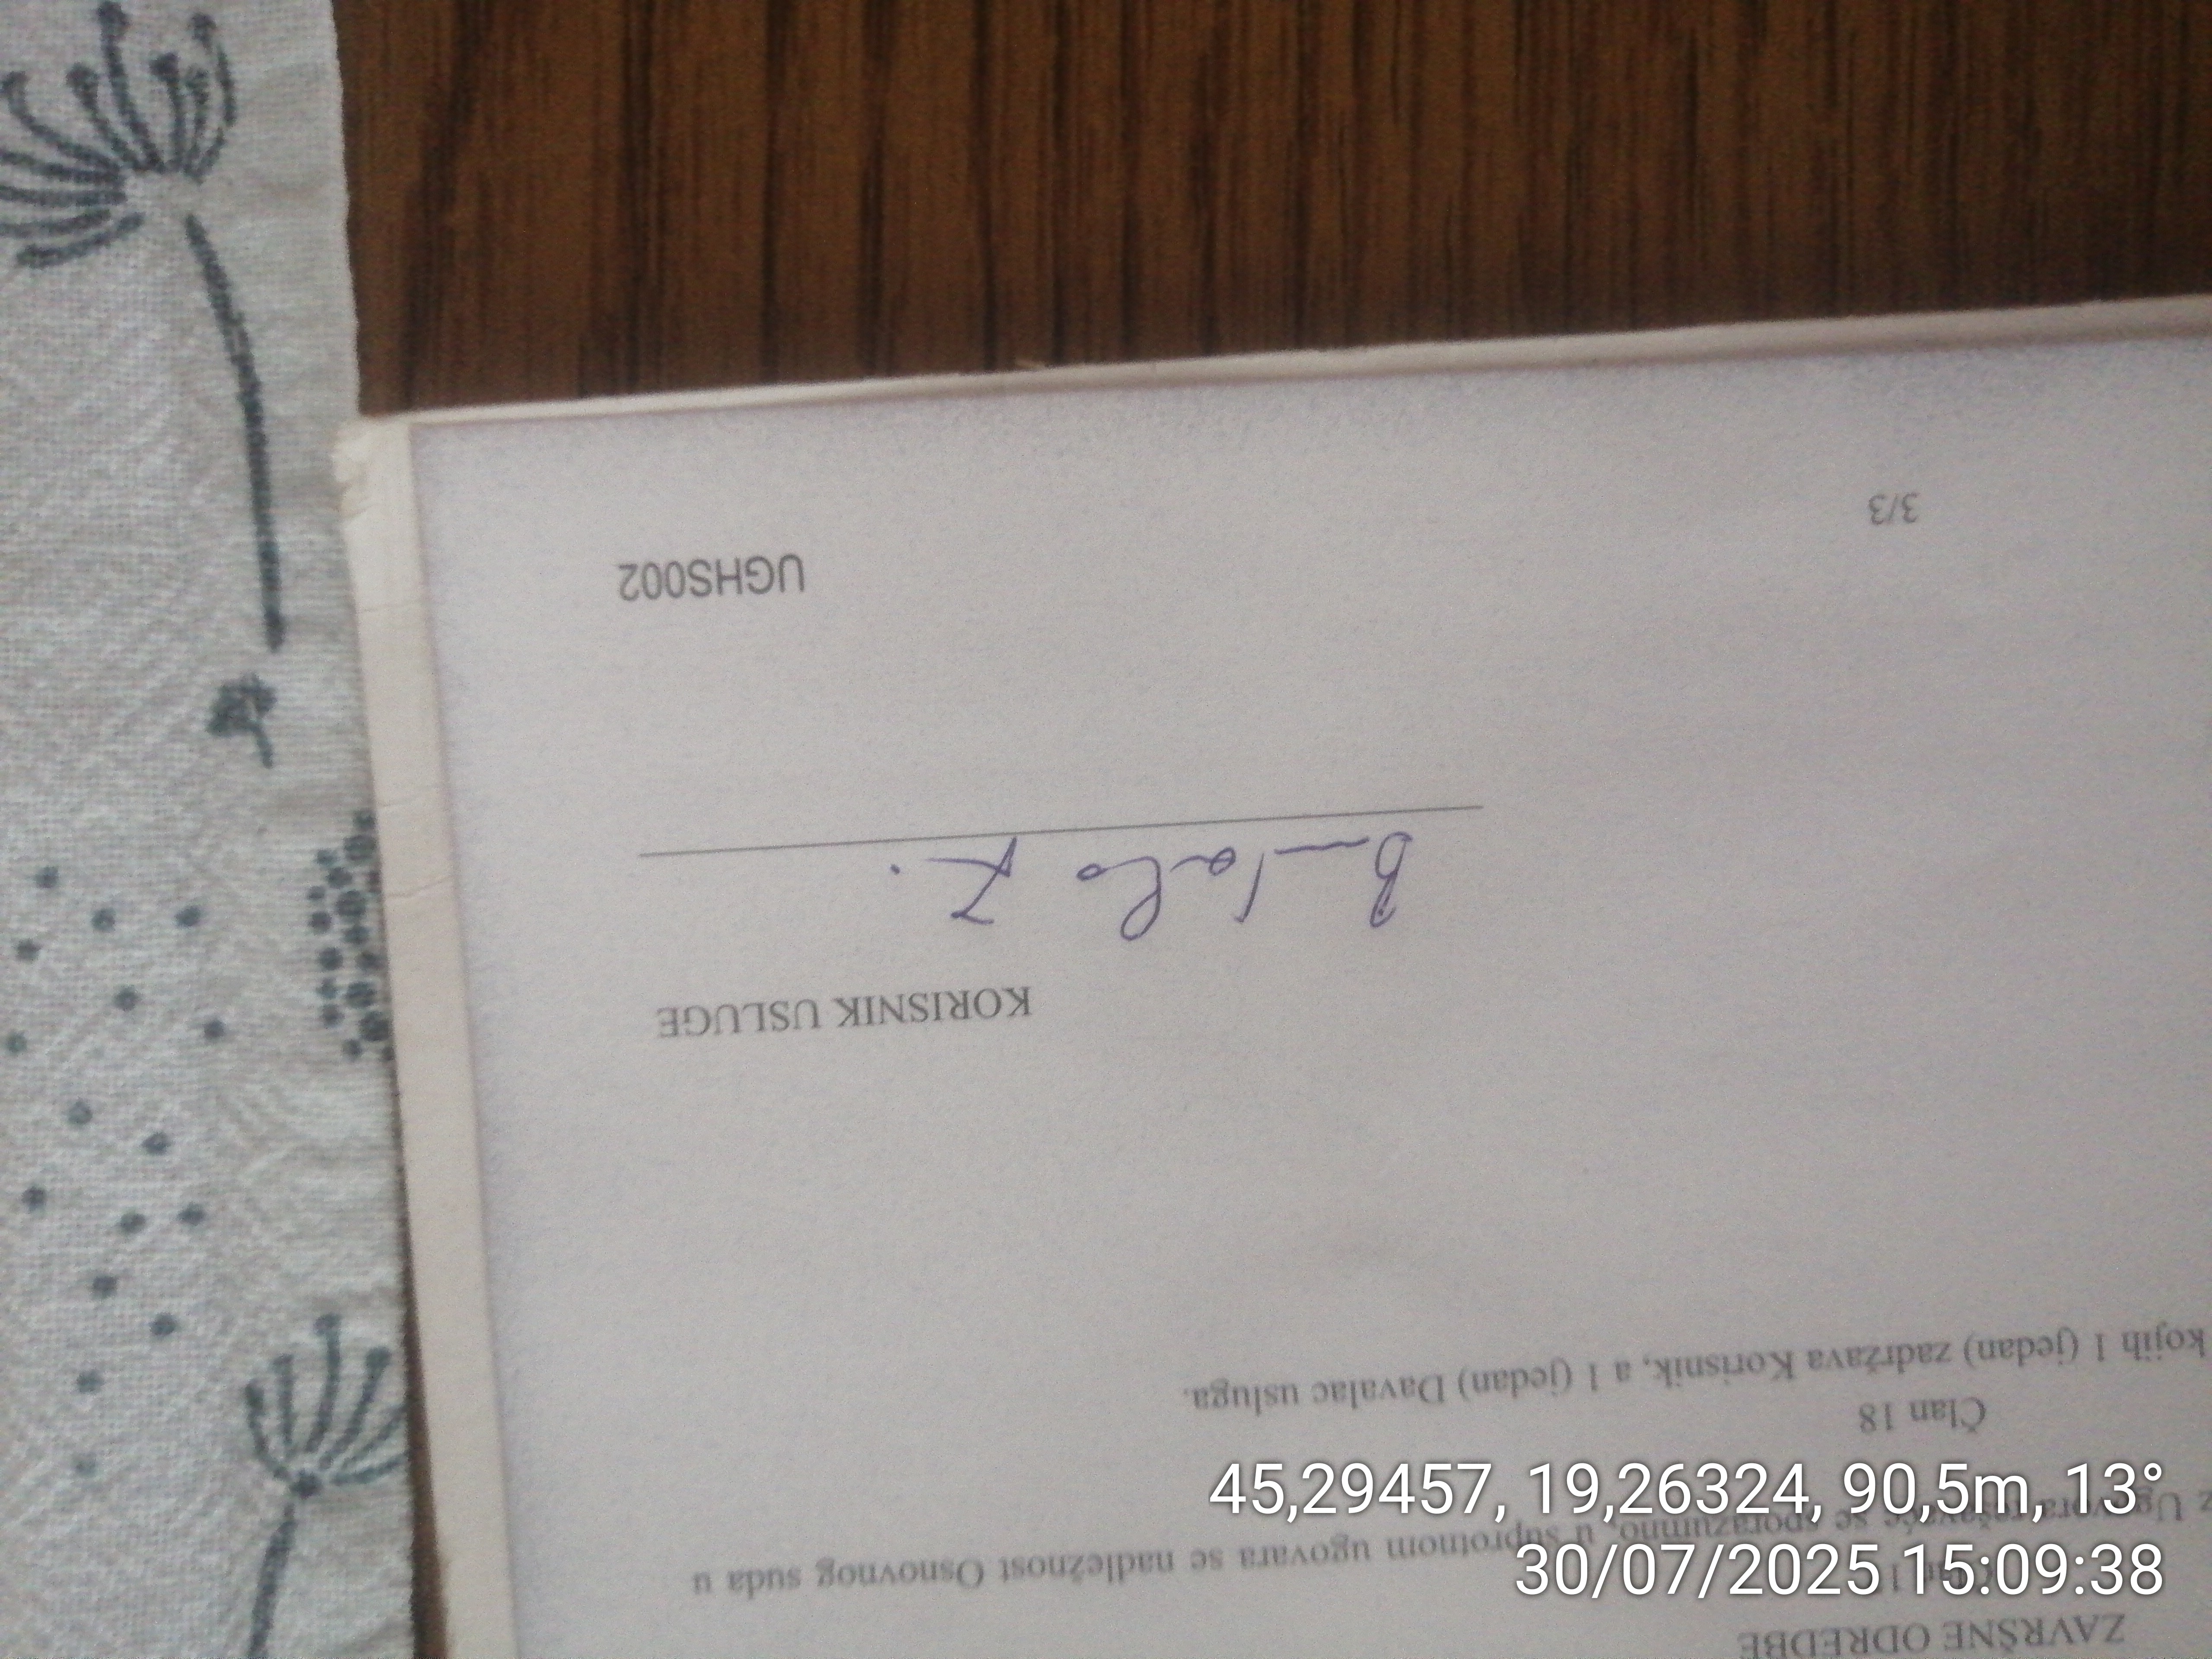 ZAVRŠNE ODREDBE
Ugovora rešavaće se sporazumno, u suprotnom ugovara se nadležnost Osnovnog suda u
Član 18
kojih 1 (jedan) zadržava Korisnik, a 1 (jedan) Davalac usluga.
KORISNIK USLUGE
UGHS002
3/3
45,29457, 19,26324, 90,5m, 13°
30/07/2025 15:09:38